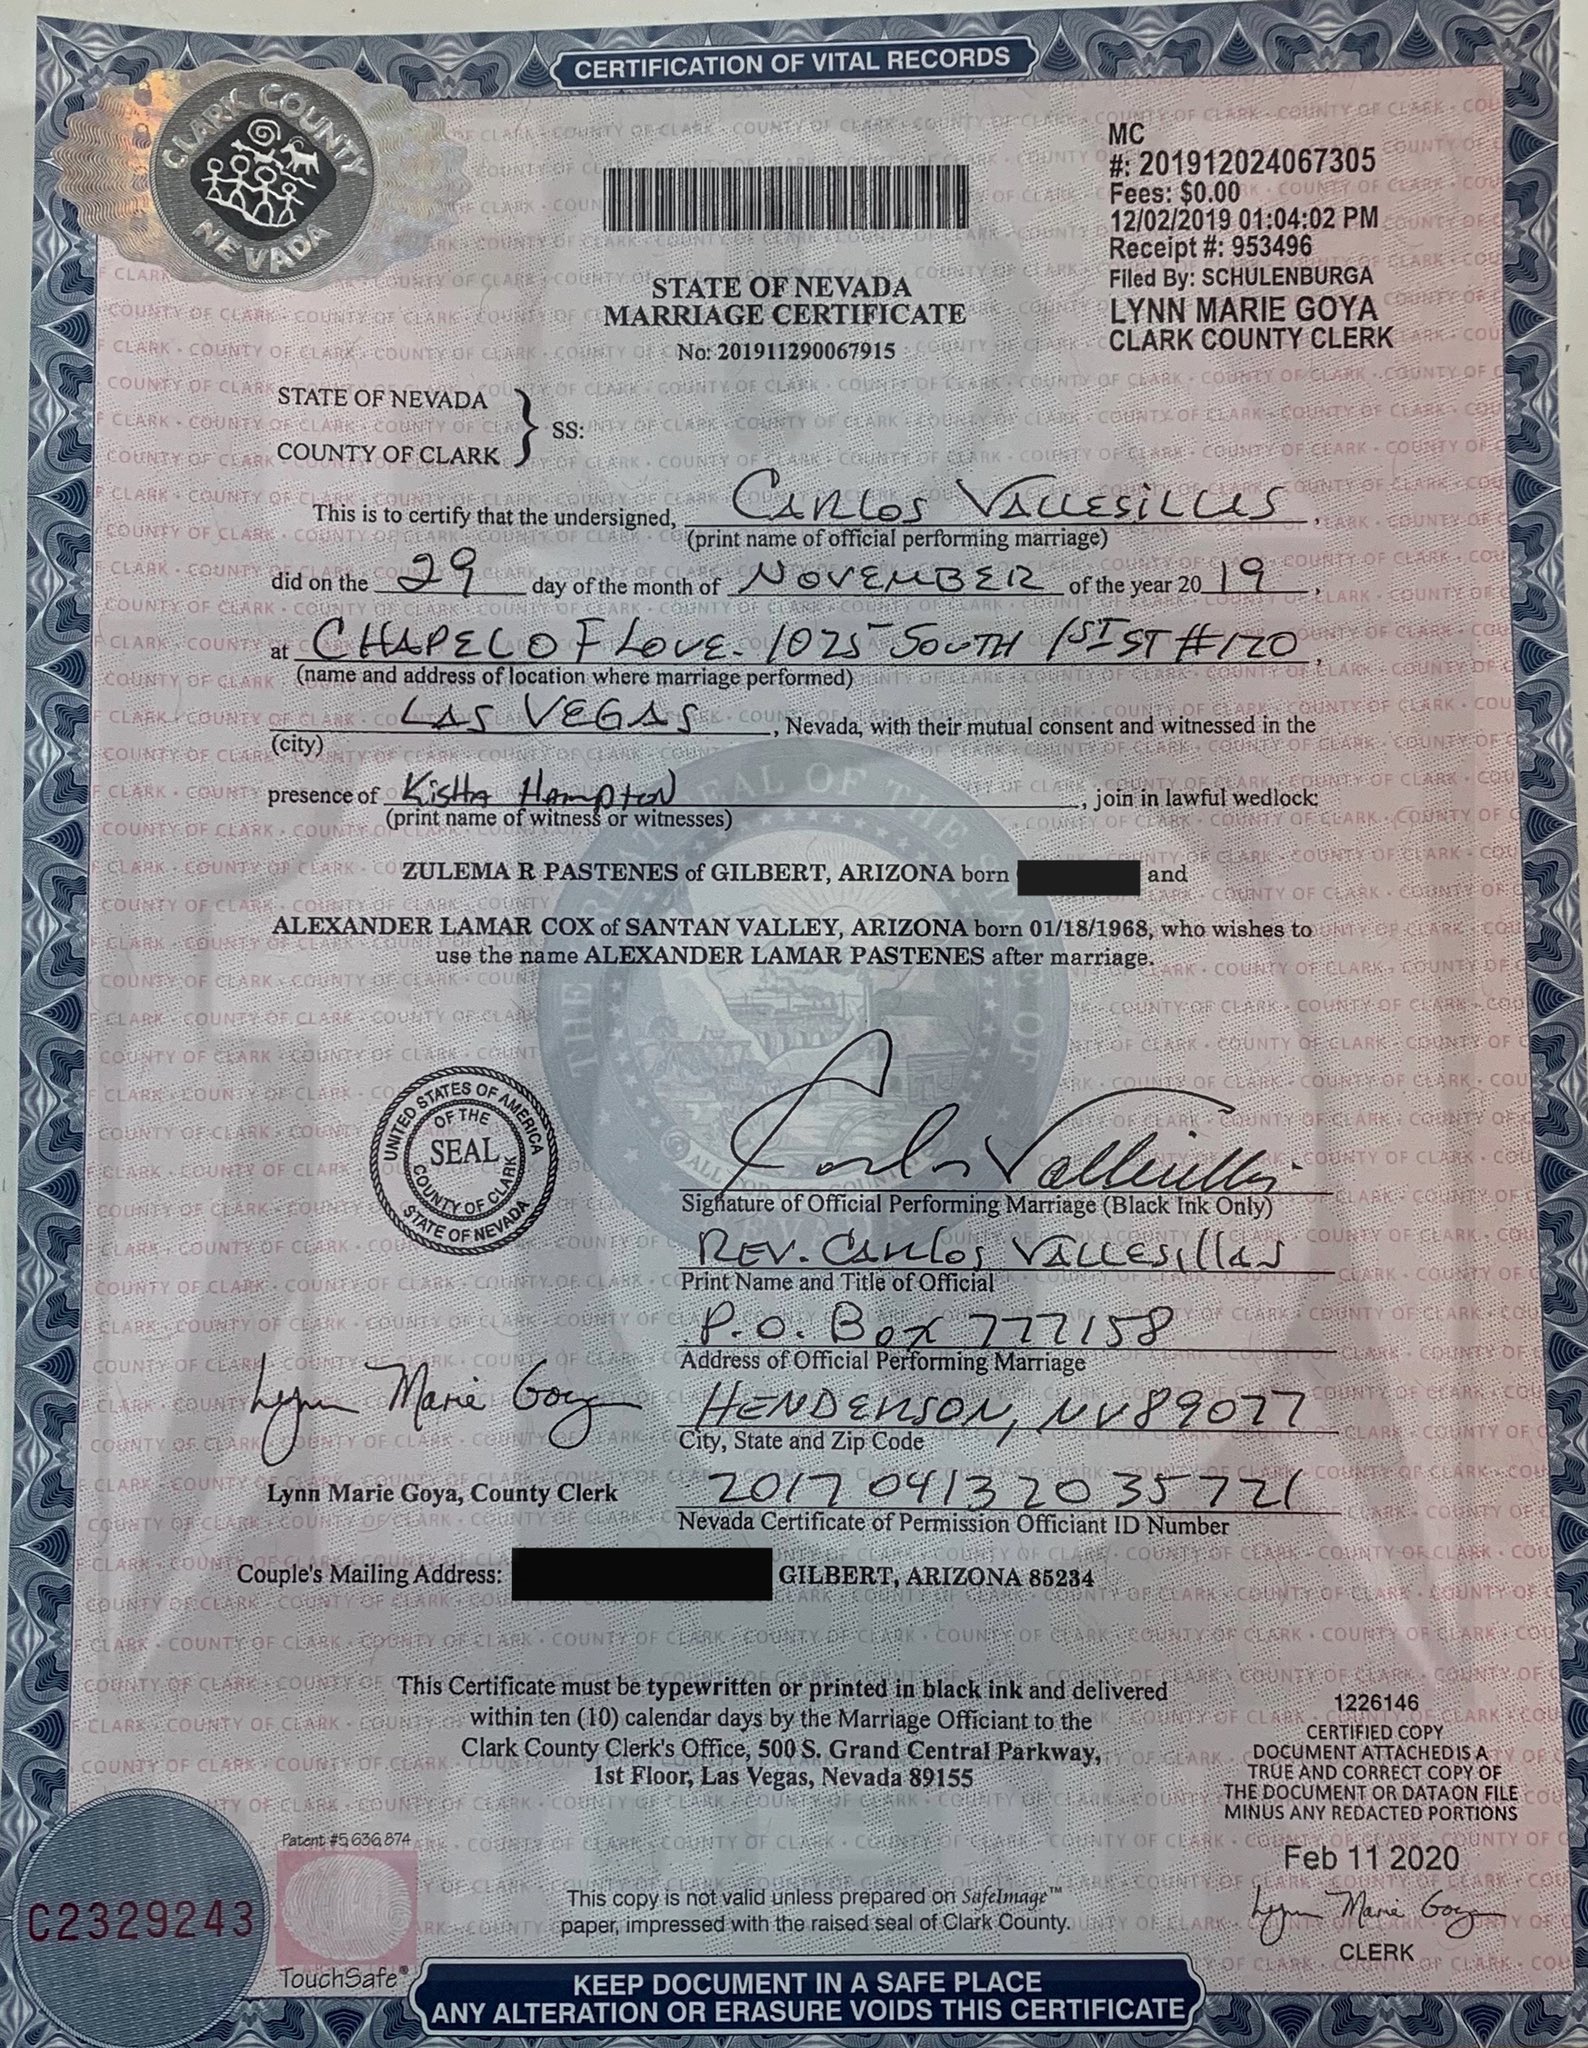 CERTIFICATION OF VITAL RECORDS
CLARK COUNTY
NEVADA
MC
#: 201912024067305
Fees: $0.00
12/02/2019 01:04:02 PM
Receipt #: 953496
Filed By: SCHULENBURGA
LYNN MARIE GOYA
CLARK COUNTY CLERK
STATE OF NEVADA
MARRIAGE CERTIFICATE
No: 201911290067915
STATE OF NEVADA
COUNTY OF CLARK
SS:
This is to certify that the undersigned, CARLOS VALLESILLAS,
(print name of official performing marriage)
did on the 29 day of the month of NOVEMBER of the year 2019,
at CHAPEL OF LOVE. 1025 SOUTH 1ST ST #120,
(name and address of location where marriage performed)
LAS VEGAS, Nevada, with their mutual consent and witnessed in the
(city)
presence of Kisha Hampton, join in lawful wedlock:
(print name of witness or witnesses)
ZULEMA R PASTENES of GILBERT, ARIZONA born and
ALEXANDER LAMAR COX of SANTAN VALLEY, ARIZONA born 01/18/1968, who wishes to
use the name ALEXANDER LAMAR PASTENES after marriage.
UNITED STATES OF AMERICA
OF THE
SEAL
COUNTY OF CLARK
STATE OF NEVADA
Carlos Vallesillas
Signature of Official Performing Marriage (Black Ink Only)
REV. CARLOS VALLESILLAS
Print Name and Title of Official
P.O. BOX 777158
Address of Official Performing Marriage
HENDERSON, NV 89077
City, State and Zip Code
Lynn Marie Goya
Lynn Marie Goya, County Clerk
2017041320 35721
Nevada Certificate of Permission Officiant ID Number
Couple's Mailing Address: GILBERT, ARIZONA 85234
This Certificate must be typewritten or printed in black ink and delivered
within ten (10) calendar days by the Marriage Officiant to the
Clark County Clerk's Office, 500 S. Grand Central Parkway,
1st Floor, Las Vegas, Nevada 89155
1226146
CERTIFIED COPY
DOCUMENT ATTACHED IS A
TRUE AND CORRECT COPY OF
THE DOCUMENT OR DATA ON FILE
MINUS ANY REDACTED PORTIONS
Feb 11 2020
Lynn Marie Goya
CLERK
Patent #5,636,874
C2329243
TouchSafe®
This copy is not valid unless prepared on SafeImage™
paper, impressed with the raised seal of Clark County.
KEEP DOCUMENT IN A SAFE PLACE
ANY ALTERATION OR ERASURE VOIDS THIS CERTIFICATE